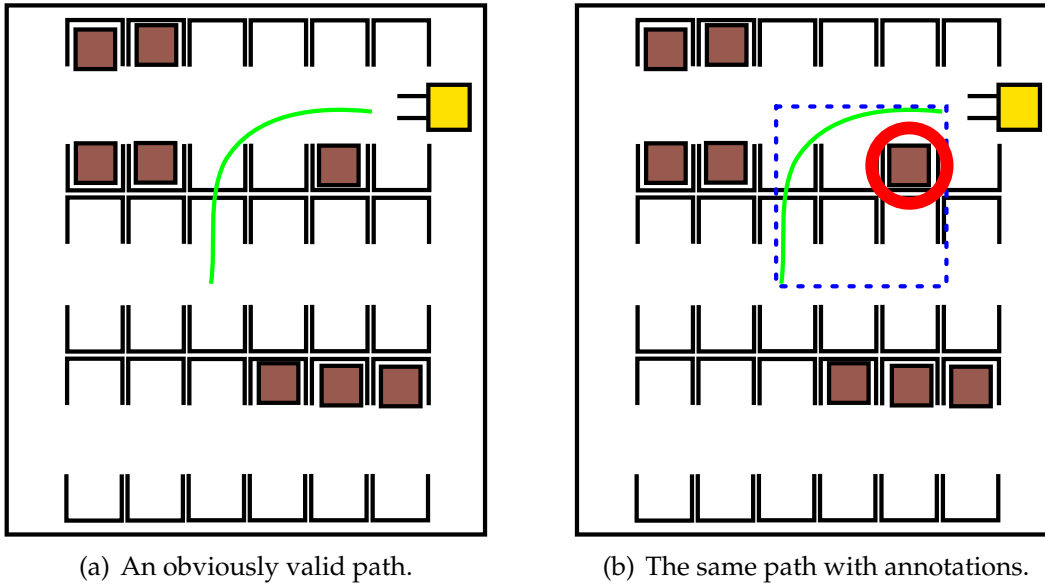 (a) An obviously valid path.
(b) The same path with annotations.